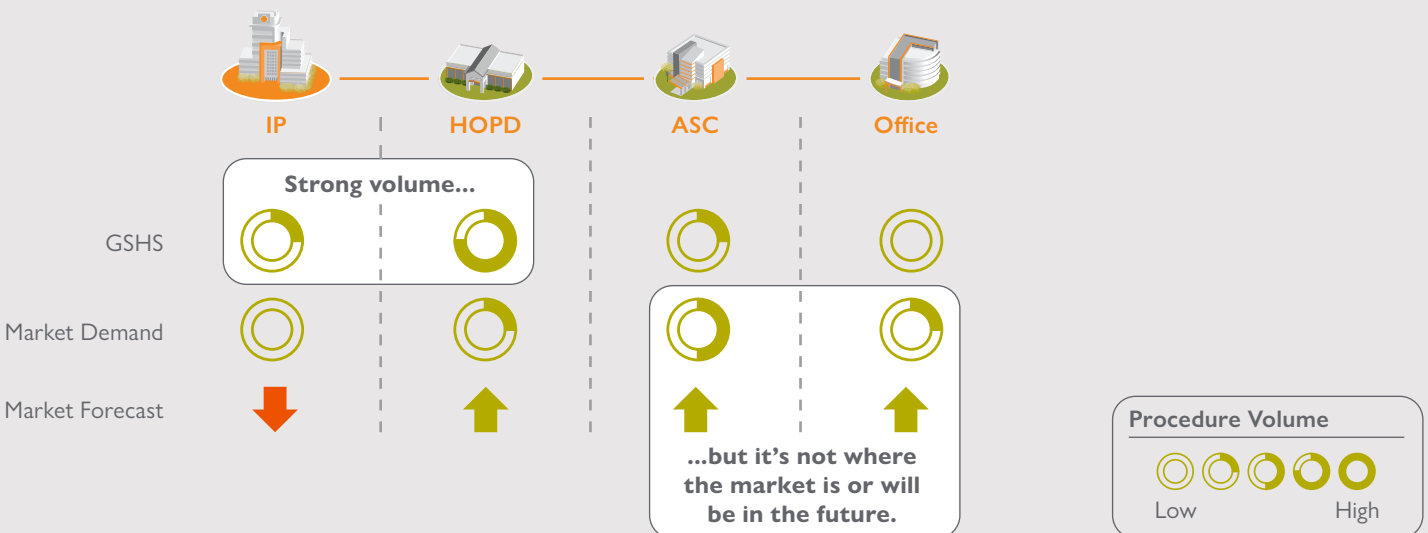 IP
HOPD
ASC
Office
Strong volume...
GSHS
Market Demand
Market Forecast
...but it’s not where
the market is or will
be in the future.
Procedure Volume
Low
High